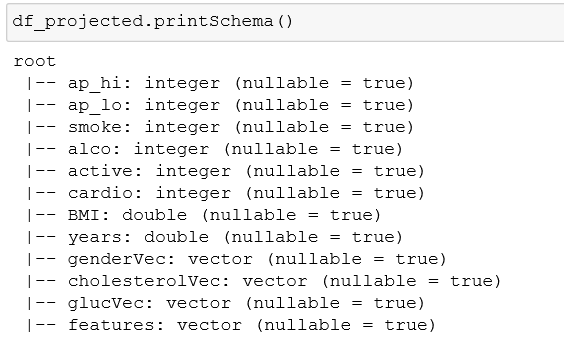 df_projected.printSchema()
root
 |-- ap_hi: integer (nullable = true)
 |-- ap_lo: integer (nullable = true)
 |-- smoke: integer (nullable = true)
 |-- alco: integer (nullable = true)
 |-- active: integer (nullable = true)
 |-- cardio: integer (nullable = true)
 |-- BMI: double (nullable = true)
 |-- years: double (nullable = true)
 |-- genderVec: vector (nullable = true)
 |-- cholesterolVec: vector (nullable = true)
 |-- glucVec: vector (nullable = true)
 |-- features: vector (nullable = true)